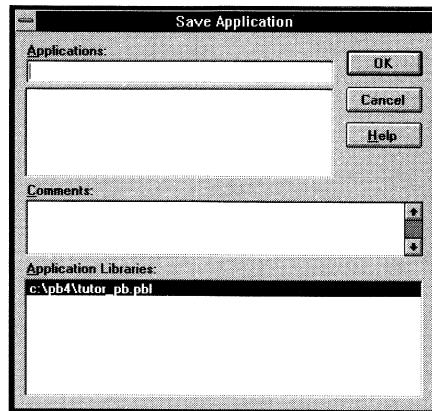 Save Application
Applications:
OK
Cancel
Help
Comments:
Application Libraries:
c:\pb4\tutor_pb.pbl